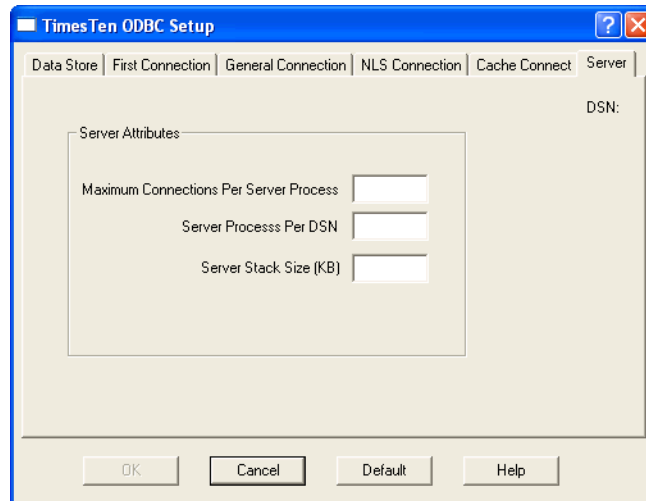 TimesTen ODBC Setup
Data Store First Connection General Connection NLS Connection Cache Connect Server
DSN:
Server Attributes
Maximum Connections Per Server Process
Server Processs Per DSN
Server Stack Size (KB)
OK Cancel Default Help